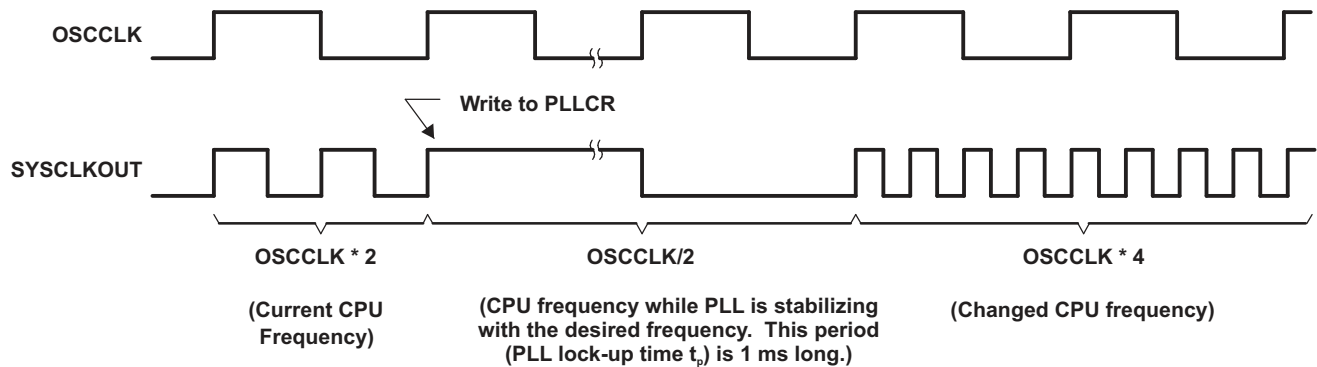 OSCCLK
Write to PLLCR
SYSCLKOUT
OSCCLK * 2
(Current CPU
Frequency)
OSCCLK/2
(CPU frequency while PLL is stabilizing
with the desired frequency. This period
(PLL lock-up time tp) is 1 ms long.)
OSCCLK * 4
(Changed CPU frequency)